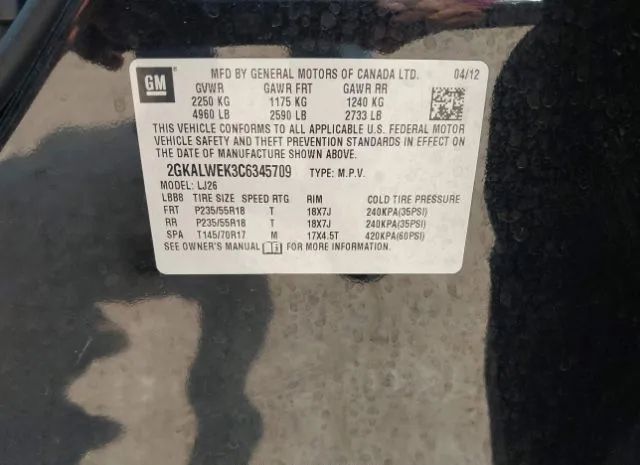 GM
MFD BY GENERAL MOTORS OF CANADA LTD. 04/12
GVWR GAWR FRT GAWR RR
2250 KG 1175 KG 1240 KG
4960 LB 2590 LB 2733 LB
THIS VEHICLE CONFORMS TO ALL APPLICABLE U.S. FEDERAL MOTOR
VEHICLE SAFETY AND THEFT PREVENTION STANDARDS IN EFFECT ON
THE DATE OF MANUFACTURE SHOWN ABOVE.
2GKALWEK3C6345709 TYPE: M.P.V.
MODEL: LJ26
LBB8 TIRE SIZE SPEED RTG RIM COLD TIRE PRESSURE
FRT P235/55R18 T 18X7J 240KPA(35PSI)
RR P235/55R18 T 18X7J 240KPA(35PSI)
SPA T145/70R17 M 17X4.5T 420KPA(60PSI)
SEE OWNER'S MANUAL FOR MORE INFORMATION